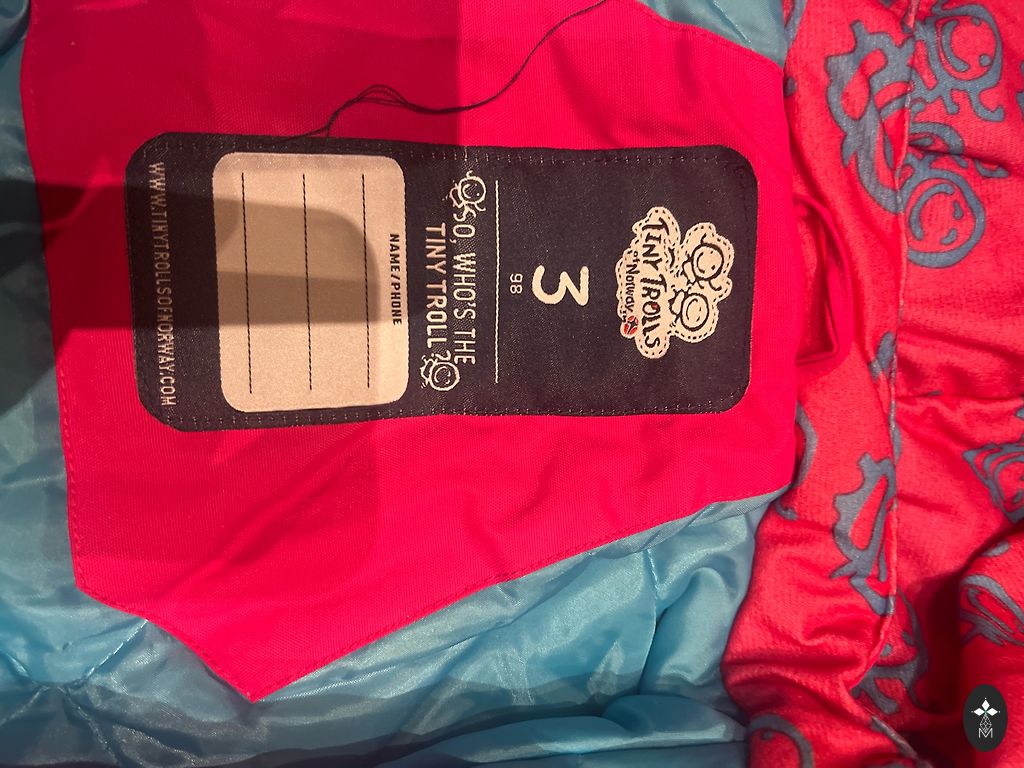 TINY TROLLS
of Norway
3
98
SO, WHO'S THE
TINY TROLL?
NAME/PHONE
WWW.TINYTROLLSOFNORWAY.COM
M